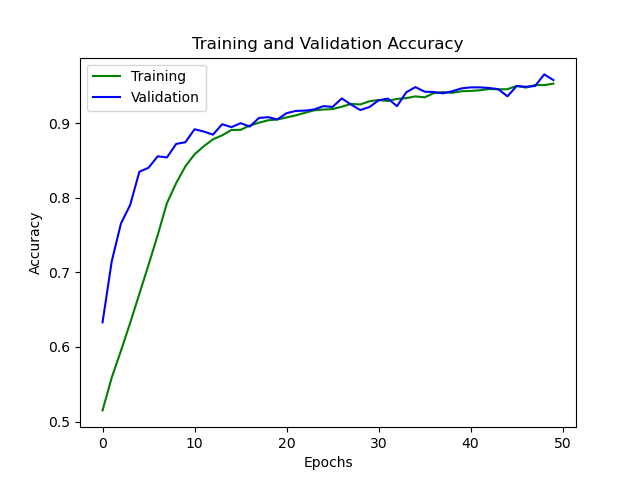 Training and Validation Accuracy
Training
Validation
Accuracy
0.9
0.8
0.7
0.6
0.5
0 10 20 30 40 50
Epochs